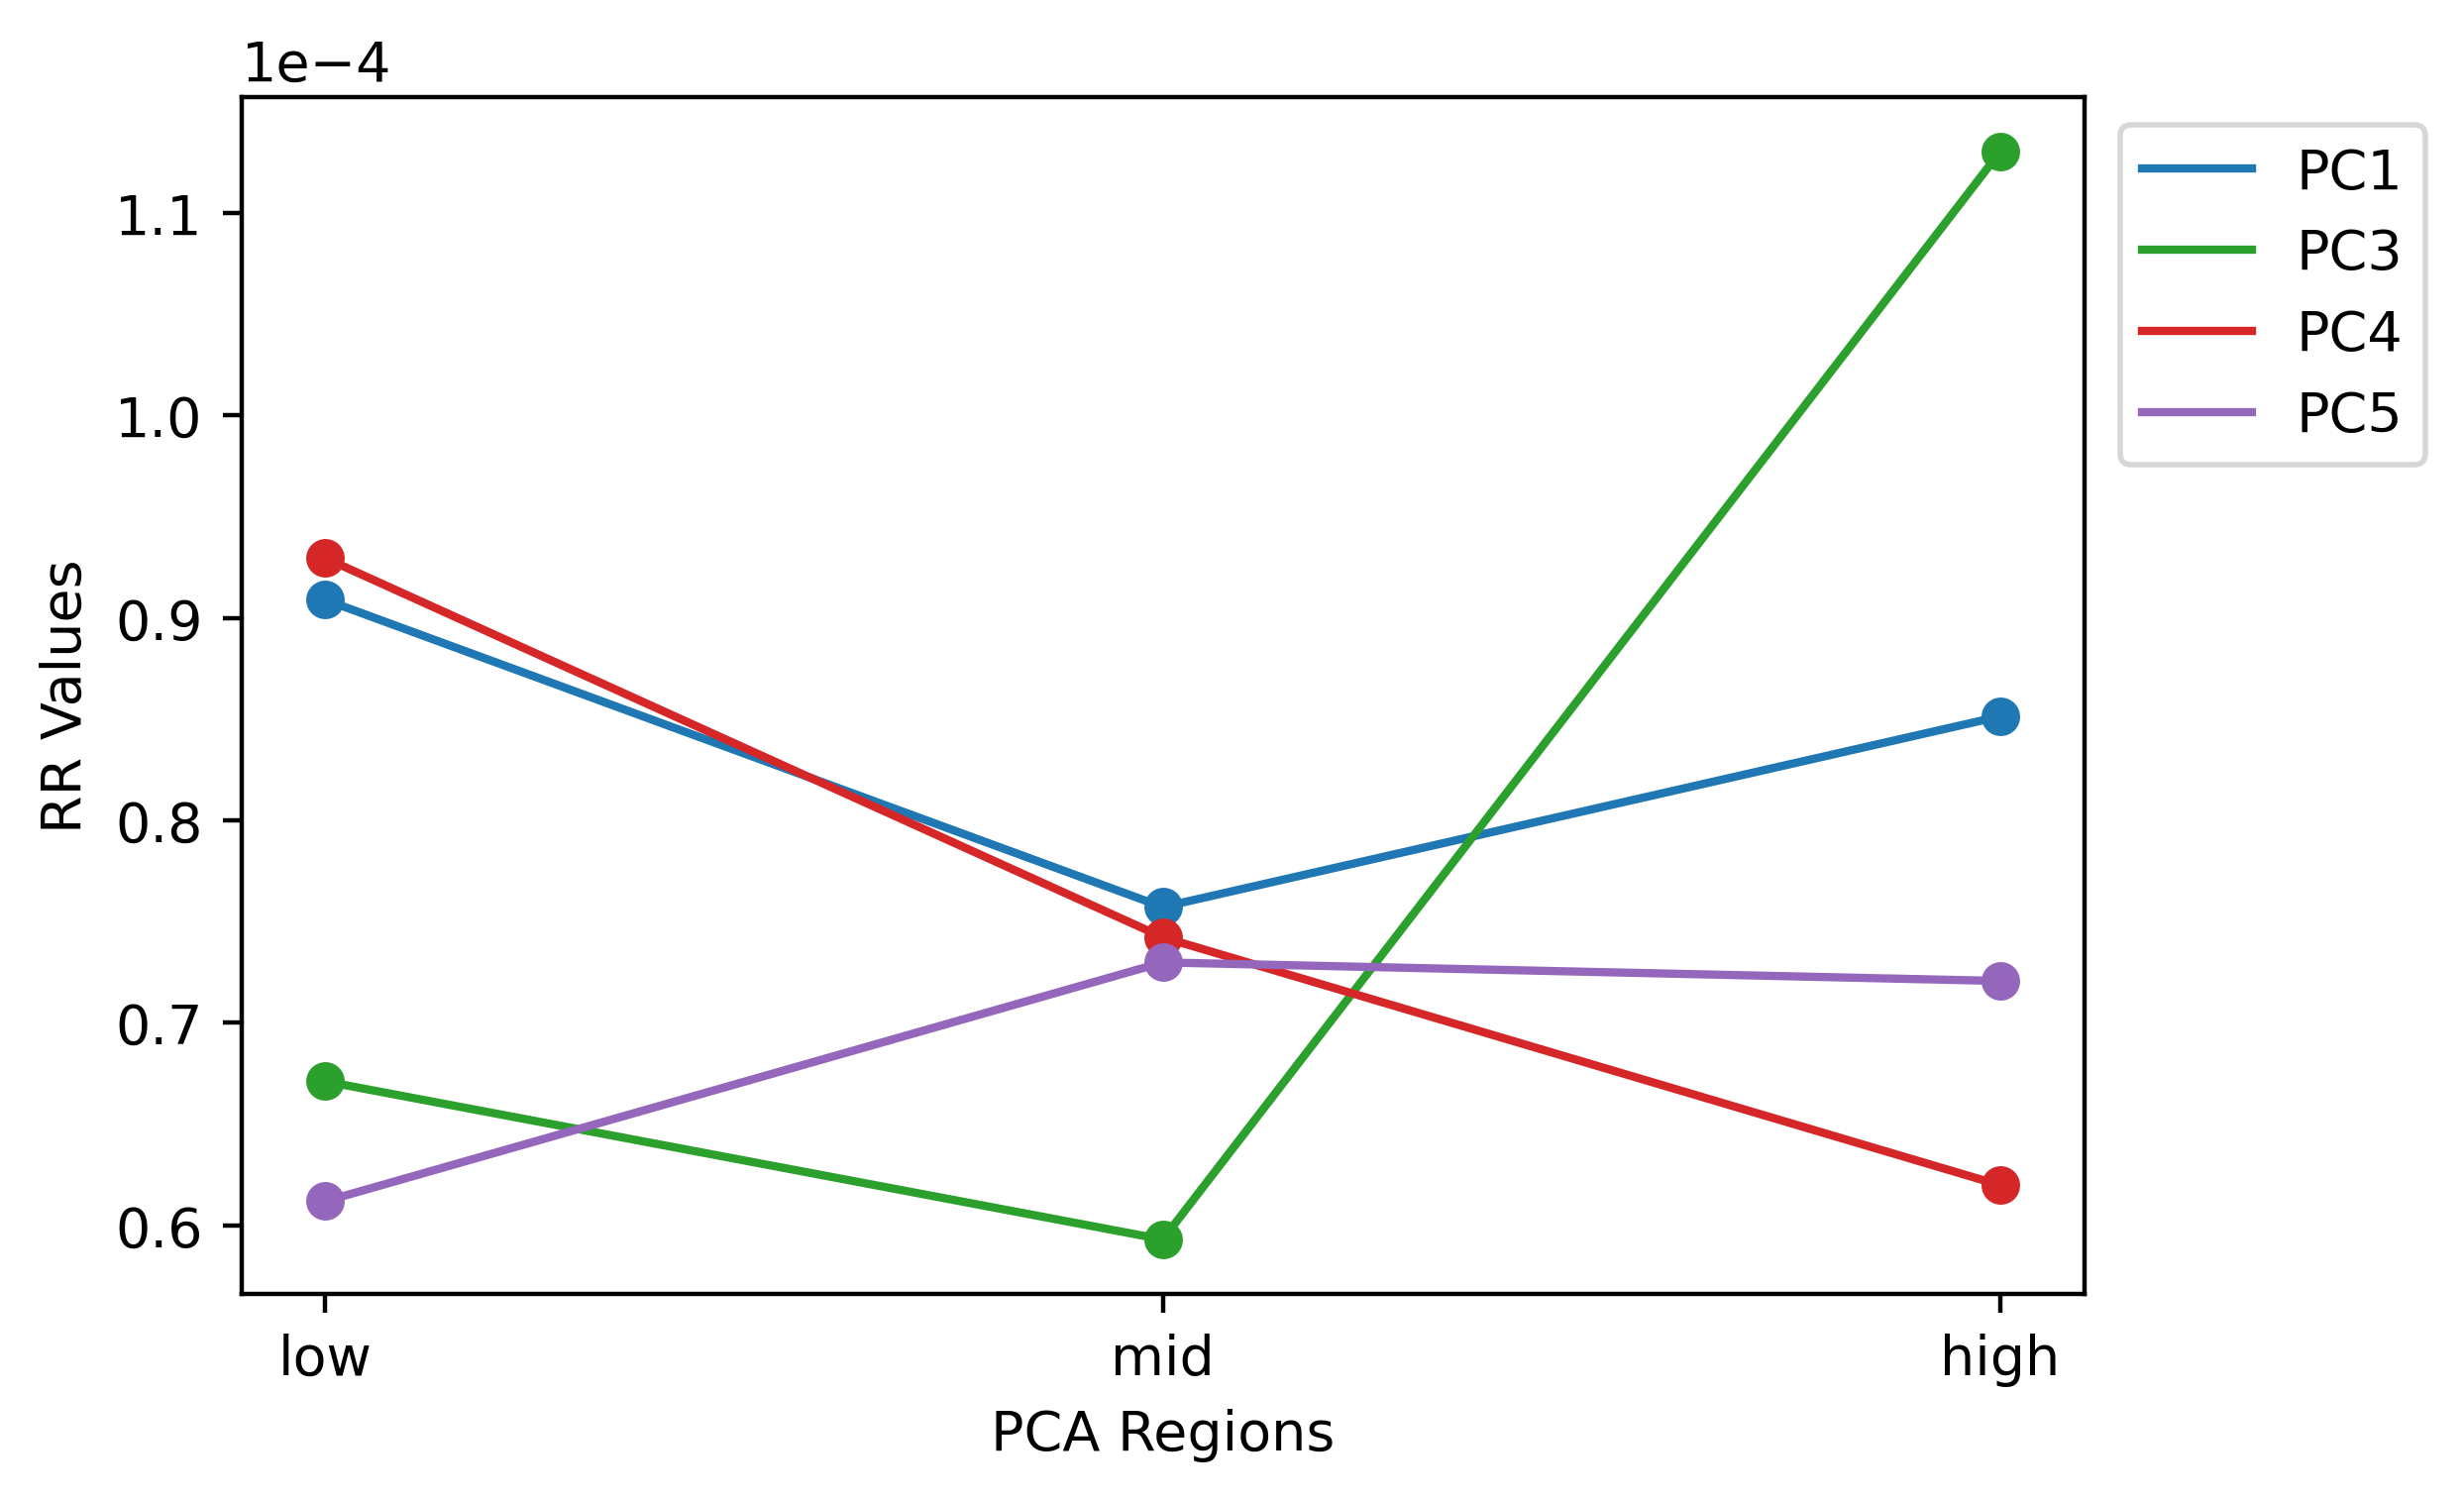 1e−4
1.1
1.0
0.9
0.8
0.7
0.6
RR Values
low mid high
PCA Regions
PC1
PC3
PC4
PC5